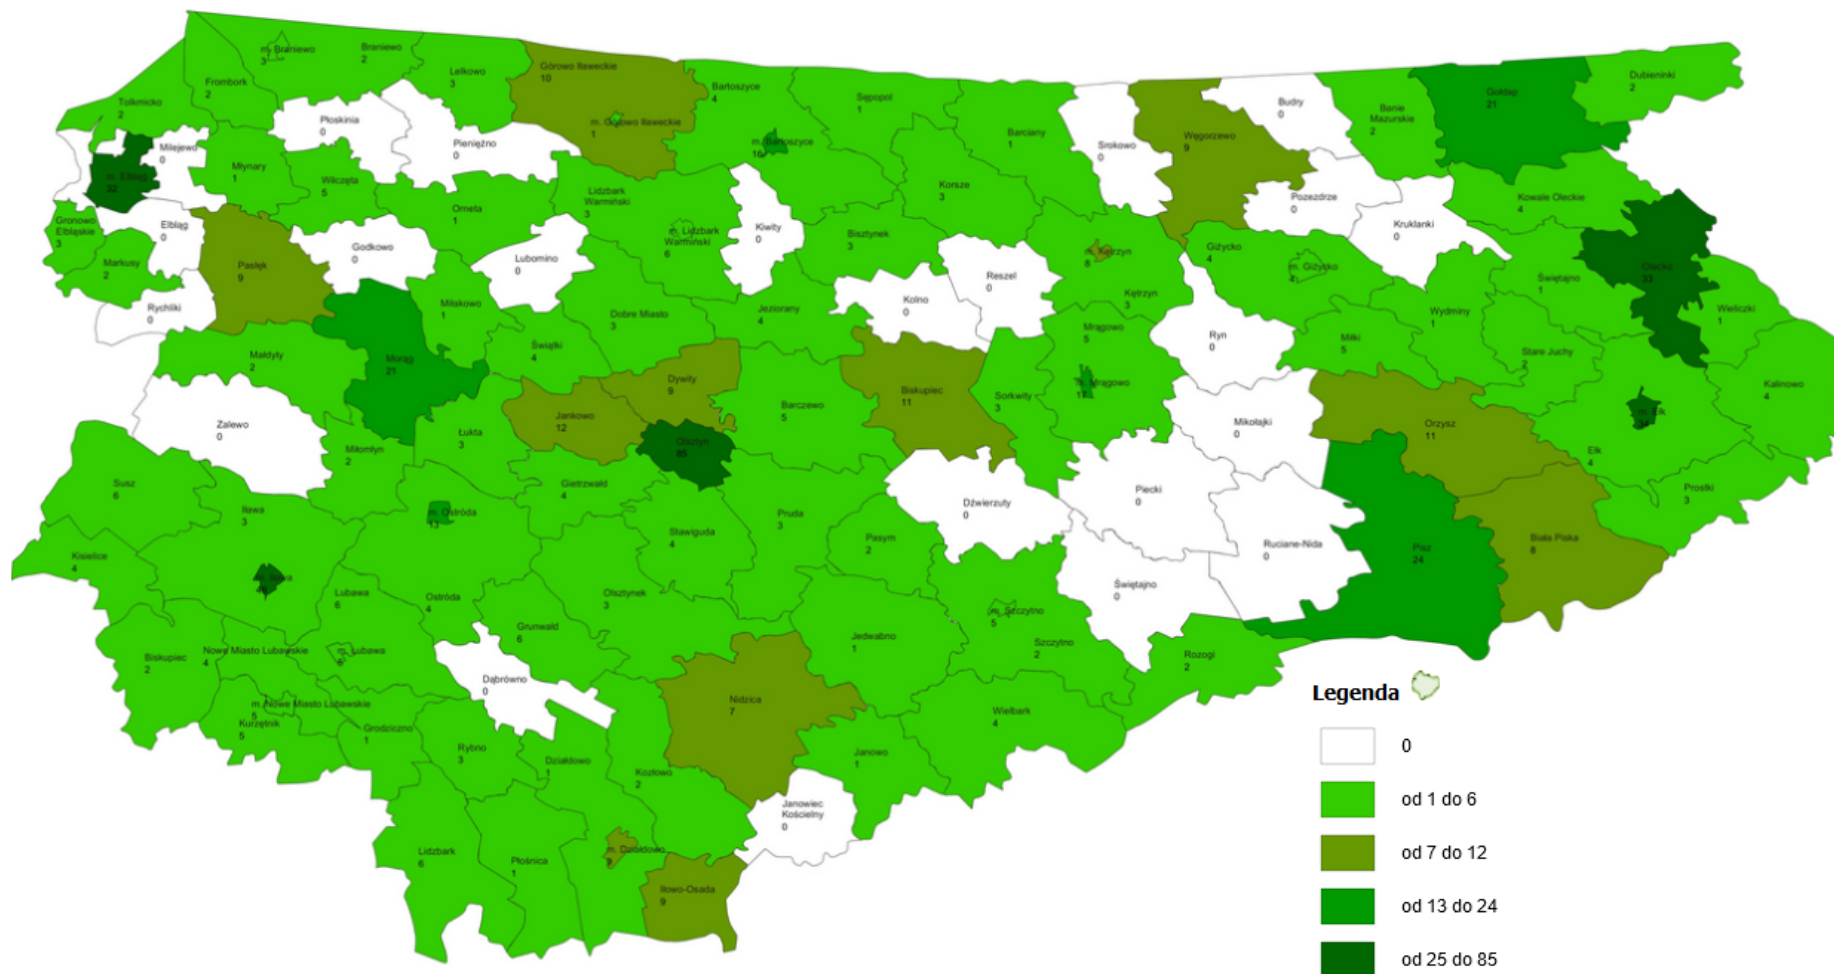 m. Braniewo
3
Braniewo
2
Frombork
2
Lelkowo
3
Górowo Iławeckie
10
m. Górowo Iławeckie
1
Bartoszyce
4
m. Bartoszyce
16
Sępopol
1
Barciany
1
Srokowo
0
Węgorzewo
9
Budry
0
Banie
Mazurskie
2
Gołdap
21
Dubieninki
2
Tolkmicko
2
Płoskinia
0
Pieniężno
0
Milejewo
0
m. Elbląg
32
Młynary
1
Wilczęta
5
Orneta
1
Lidzbark
Warmiński
3
m. Lidzbark
Warmiński
6
Kiwity
0
Korsze
3
Bisztynek
3
Pozezdrze
0
Kruklanki
0
Kowale Oleckie
4
Gronowo
Elbląskie
3
Elbląg
0
Markusy
2
Pasłęk
9
Godkowo
0
Lubomino
0
Reszel
0
m. Kętrzyn
8
Kętrzyn
3
Giżycko
4
m. Giżycko
4
Świętajno
1
Olecko
33
Wieliczki
1
Rychliki
0
Miłakowo
1
Dobre Miasto
3
Jeziorany
4
Kolno
0
Mrągowo
5
Ryn
0
Wydminy
1
Miłki
5
Stare Juchy
2
Małdyty
2
Morąg
21
Świątki
4
Dywity
9
Jankowo
12
Barczewo
5
Biskupiec
11
Sorkwity
3
m. Mrągowo
17
Mikołajki
0
Orzysz
11
m. Ełk
34
Kalinowo
4
Zalewo
0
Miłomłyn
2
Łukta
3
Olsztyn
85
Ełk
4
Prostki
3
Susz
6
Iława
3
m. Ostróda
13
Gietrzwałd
4
Stawiguda
4
Pruda
3
Pasym
2
Dźwierzuty
0
Piecki
0
Ruciane-Nida
0
Pisz
24
Biała Piska
8
Kisielice
4
Lubawa
6
Ostróda
4
Olsztynek
3
Świętajno
0
Grunwald
6
Jedwabno
1
m. Szczytno
5
Szczytno
2
Rozogi
2
Biskupiec
2
Nowe Miasto Lubawskie
4
m. Lubawa
Dąbrówno
0
Nidzica
7
Wielbark
4
m. Nowe Miasto Lubawskie
5
Kurzętnik
5
Grodziczno
1
Rybno
3
Działdowo
1
Kozłowo
2
Janowo
1
Janowiec
Kościelny
0
Lidzbark
6
Płośnica
1
m. Działdowo
9
Iłowo-Osada
9
Legenda
0
od 1 do 6
od 7 do 12
od 13 do 24
od 25 do 85